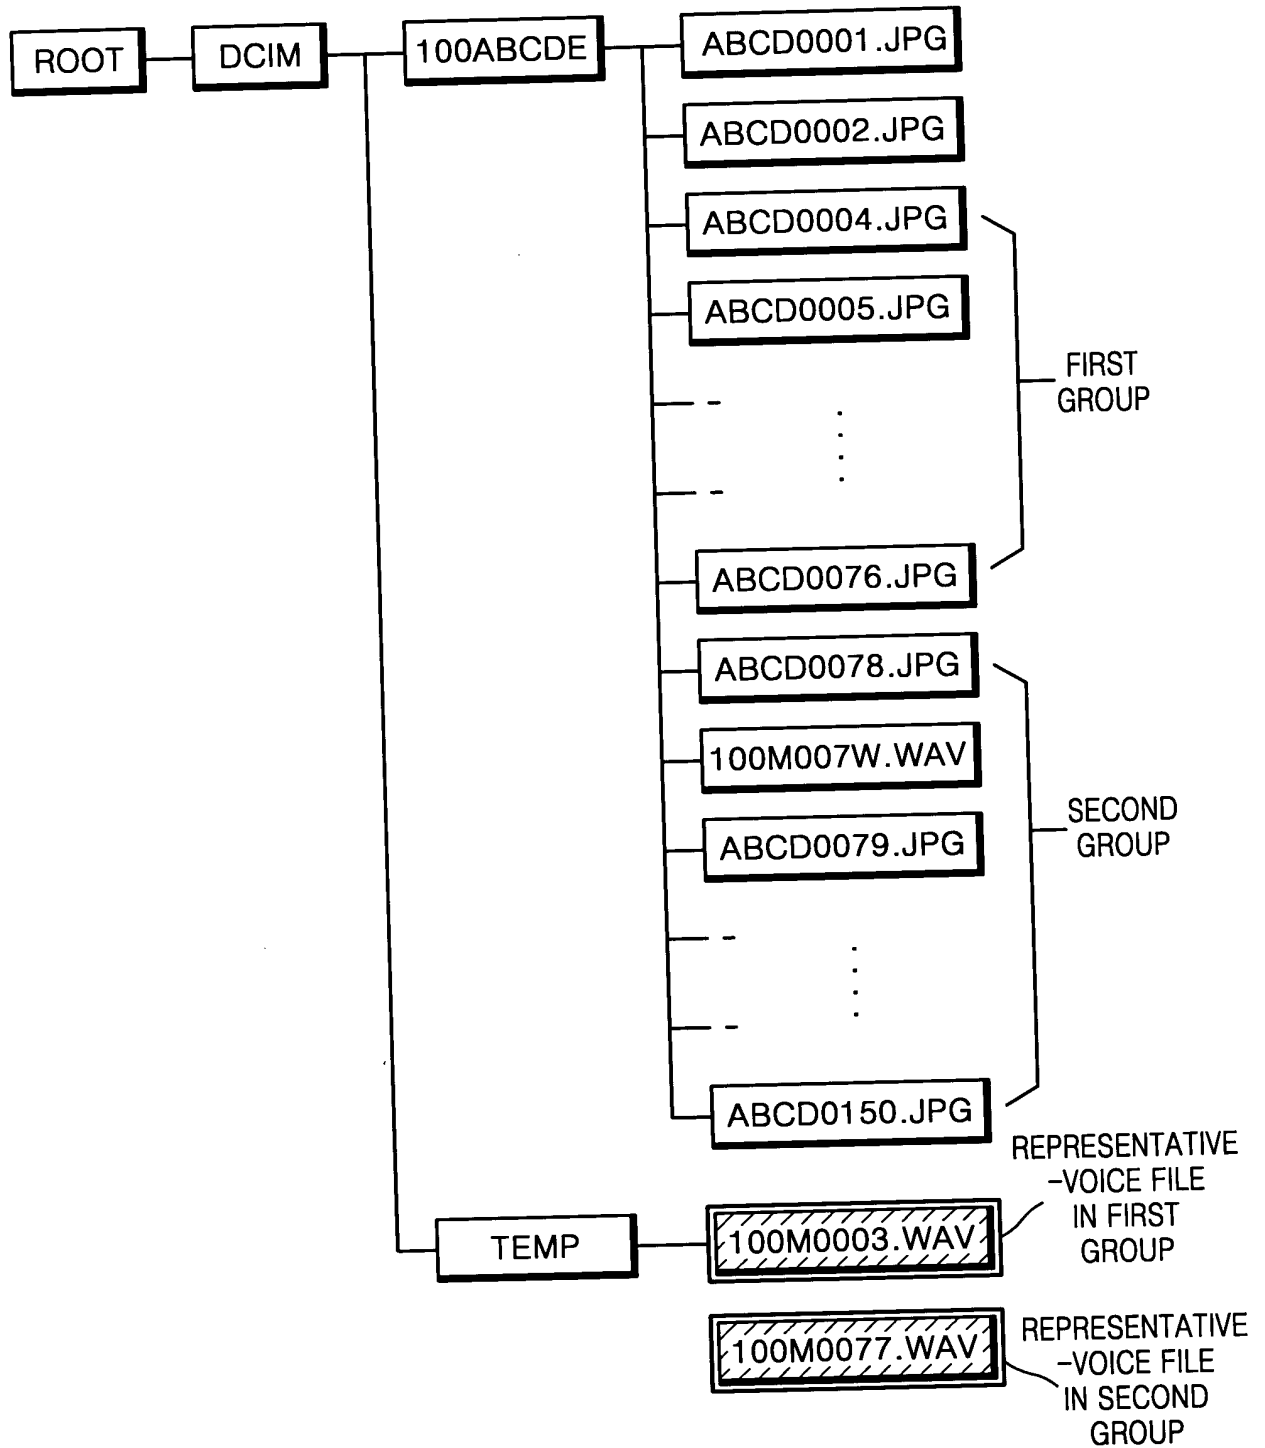 ROOT
DCIM
100ABCDE
ABCD0001.JPG
ABCD0002.JPG
ABCD0004.JPG
ABCD0005.JPG
FIRST
GROUP
ABCD0076.JPG
ABCD0078.JPG
100M007W.WAV
ABCD0079.JPG
SECOND
GROUP
ABCD0150.JPG
TEMP
100M0003.WAV
REPRESENTATIVE
-VOICE FILE
IN FIRST
GROUP
100M0077.WAV
REPRESENTATIVE
-VOICE FILE
IN SECOND
GROUP